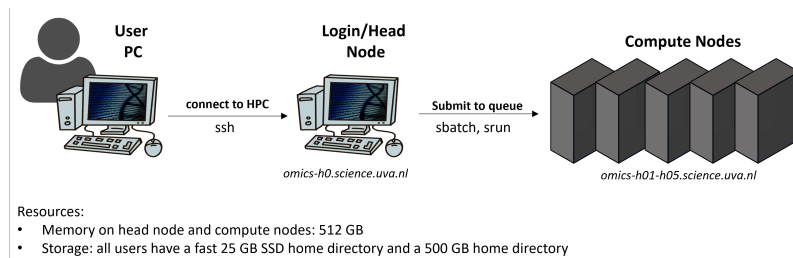 User
PC
Login/Head
Node
Compute Nodes
connect to HPC
ssh
Submit to queue
sbatch, srun
omics-h0.science.uva.nl
omics-h01-h05.science.uva.nl
Resources:
• Memory on head node and compute nodes: 512 GB
• Storage: all users have a fast 25 GB SSD home directory and a 500 GB home directory